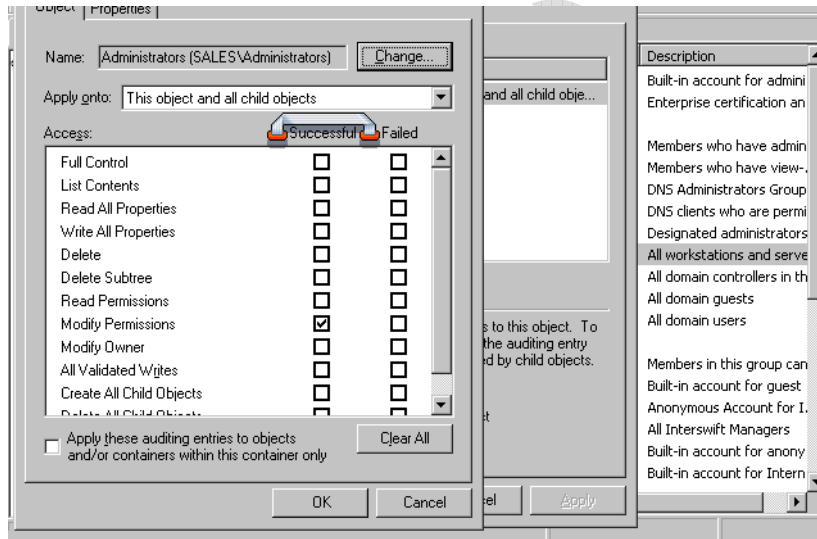 Object Properties
Name: Administrators (SALES\Administrators) Change...
Apply onto: This object and all child objects
Access: Successful Failed
Full Control
List Contents
Read All Properties
Write All Properties
Delete
Delete Subtree
Read Permissions
Modify Permissions
Modify Owner
All Validated Writes
Create All Child Objects
Delete All Child Objects
Apply these auditing entries to objects
and/or containers within this container only
Clear All
OK Cancel
and all child obje...
s to this object. To
the auditing entry
ed by child objects.
ct
cel Apply
Description
Built-in account for admini
Enterprise certification an
Members who have admin
Members who have view-.
DNS Administrators Group
DNS clients who are permi
Designated administrators
All workstations and serve
All domain controllers in th
All domain guests
All domain users
Members in this group can
Built-in account for guest
Anonymous Account for I.
All Interswift Managers
Built-in account for anony
Built-in account for Intern